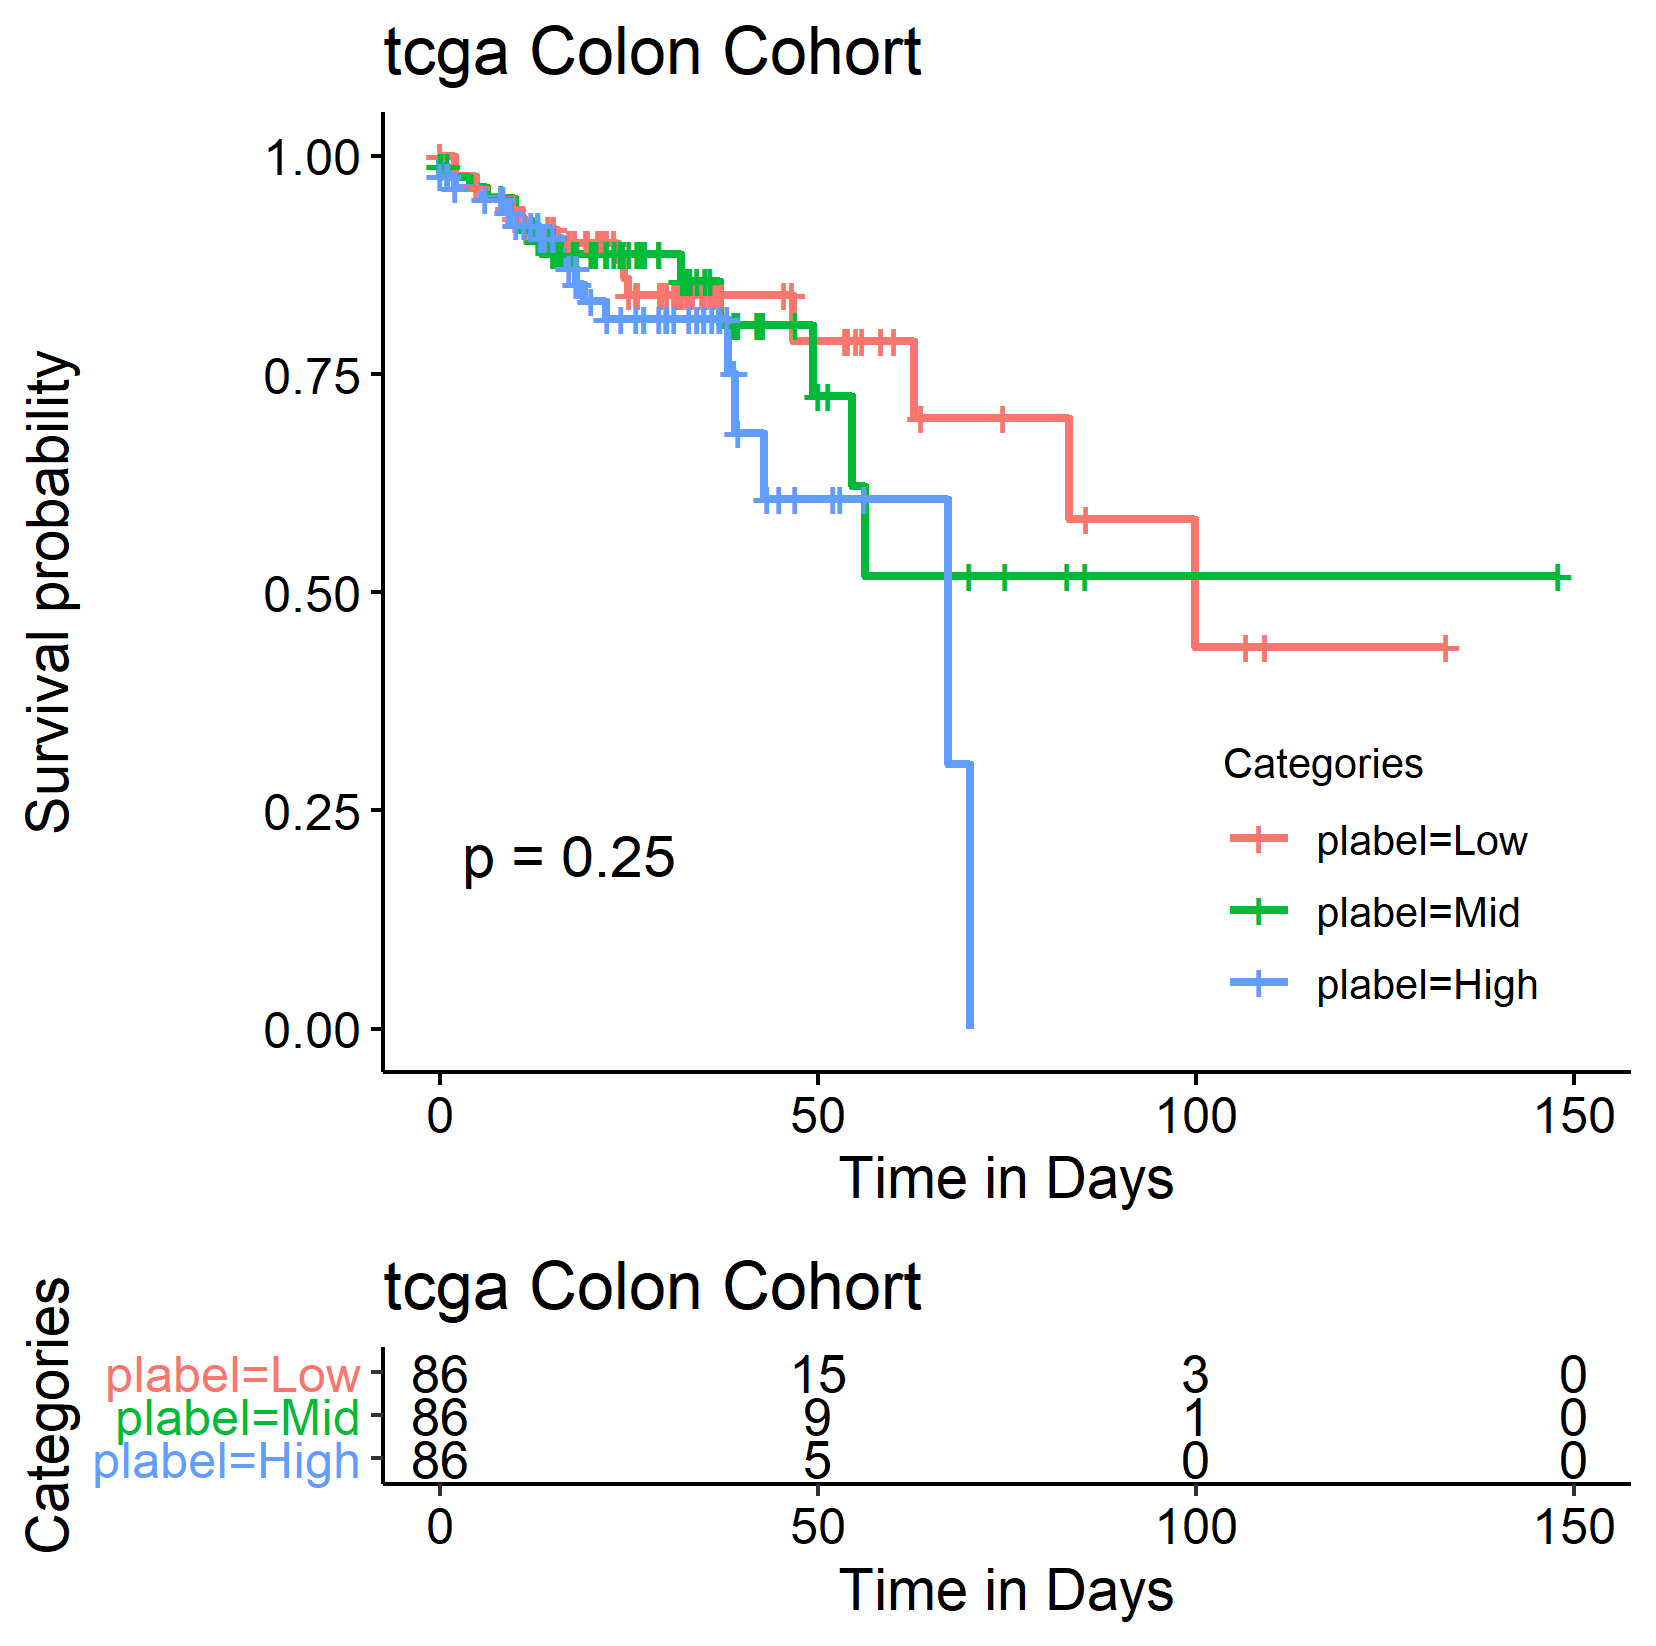 tcga Colon Cohort
Survival probability
1.00
0.75
0.50
0.25
0.00
p = 0.25
Categories
plabel=Low
plabel=Mid
plabel=High
0 50 100 150
Time in Days
tcga Colon Cohort
Categories
plabel=Low 86 15 3 0
plabel=Mid 86 9 1 0
plabel=High 86 5 0 0
0 50 100 150
Time in Days